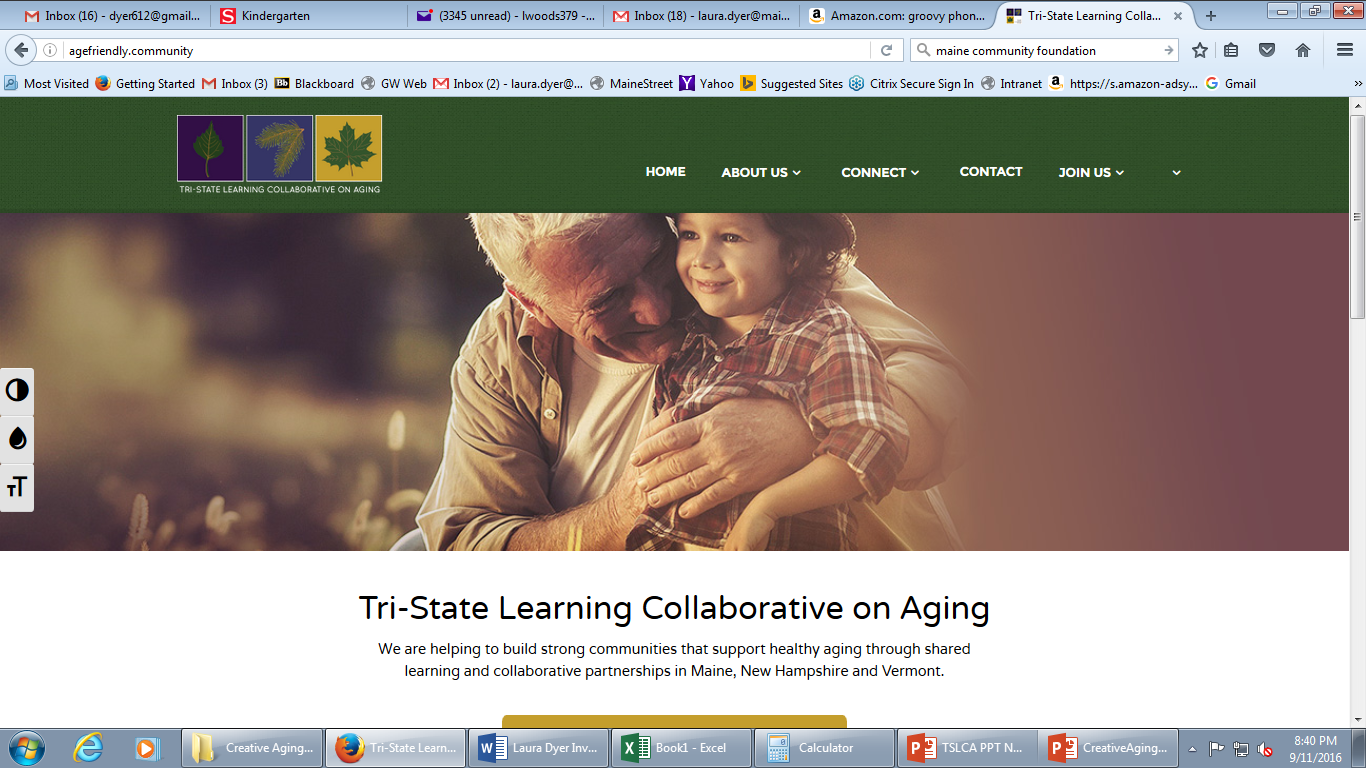 Inbox (16) - dyer612@gmail...
Kindergarten
(3345 unread) - lwoods379 -...
Inbox (18) - laura.dyer@mai...
Amazon.com: groovy phon...
Tri-State Learning Colla...
agefriendly.community
maine community foundation
Most Visited
Getting Started
Inbox (3)
Bb Blackboard
GW Web
Inbox (2) - laura.dyer@...
MaineStreet
Yahoo
Suggested Sites
Citrix Secure Sign In
Intranet
https://s.amazon-adsy...
Gmail
TRI-STATE LEARNING COLLABORATIVE ON AGING
HOME
ABOUT US
CONNECT
CONTACT
JOIN US
Tri-State Learning Collaborative on Aging
We are helping to build strong communities that support healthy aging through shared
learning and collaborative partnerships in Maine, New Hampshire and Vermont.
Creative Aging...
Tri-State Learn...
Laura Dyer Inv...
Book1 - Excel
Calculator
TSLCA PPT N...
CreativeAging...
8:40 PM
9/11/2016